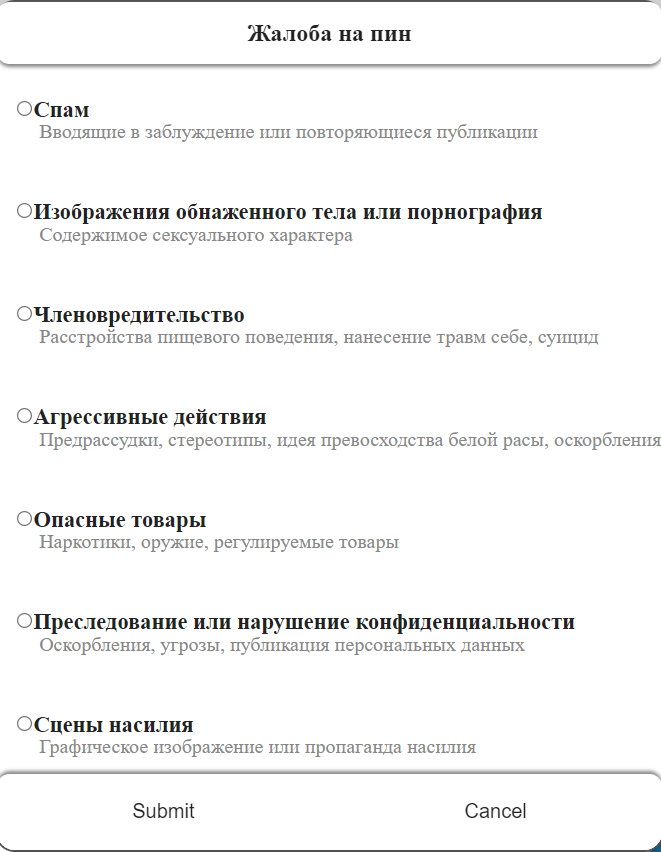 Жалоба на пин
Спам
Вводящие в заблуждение или повторяющиеся публикации
Изображения обнаженного тела или порнография
Содержимое сексуального характера
Членовредительство
Расстройства пищевого поведения, нанесение травм себе, суицид
Агрессивные действия
Предрассудки, стереотипы, идея превосходства белой расы, оскорбления
Опасные товары
Наркотики, оружие, регулируемые товары
Преследование или нарушение конфиденциальности
Оскорбления, угрозы, публикация персональных данных
Сцены насилия
Графическое изображение или пропаганда насилия
Submit Cancel